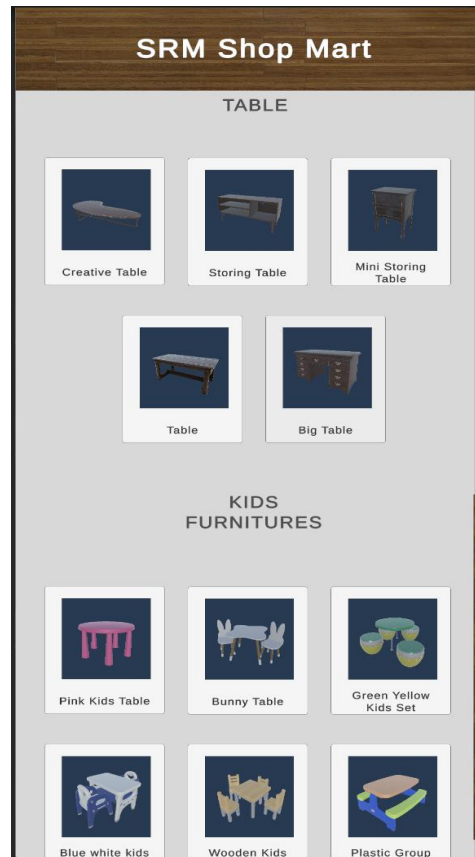 SRM Shop Mart
TABLE
Creative Table
Storing Table
Mini Storing
Table
Table
Big Table
KIDS
FURNITURES
Pink Kids Table
Bunny Table
Green Yellow
Kids Set
Blue white kids
Wooden Kids
Plastic Group